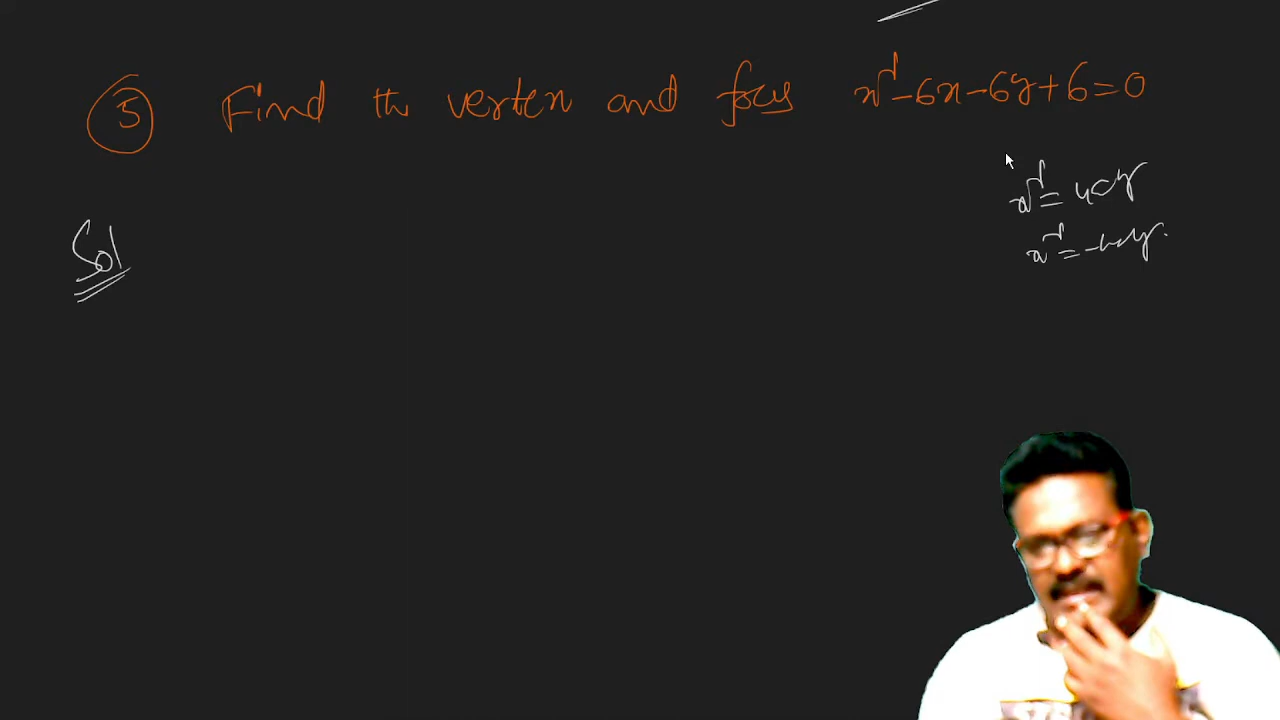 5 Find the vertex and focus x²-6x-6y+6=0
x²=4ay
x²=-4ay.
Sol